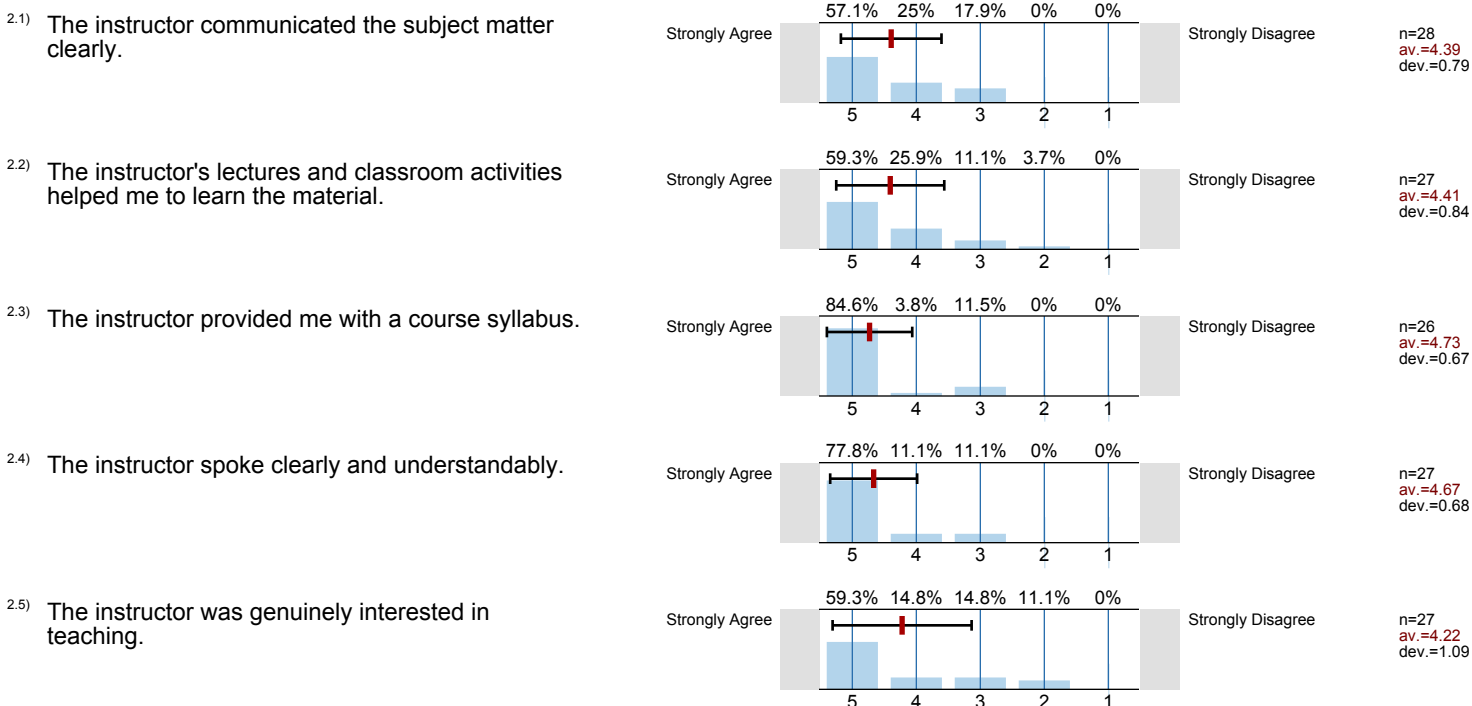 57.1% 25% 17.9% 0% 0%
2.1) The instructor communicated the subject matter
clearly.
Strongly Agree
Strongly Disagree
n=28
av.=4.39
dev.=0.79
5 4 3 2 1
59.3% 25.9% 11.1% 3.7% 0%
2.2) The instructor's lectures and classroom activities
helped me to learn the material.
Strongly Agree
Strongly Disagree
n=27
av.=4.41
dev.=0.84
5 4 3 2 1
84.6% 3.8% 11.5% 0% 0%
2.3) The instructor provided me with a course syllabus.
Strongly Agree
Strongly Disagree
n=26
av.=4.73
dev.=0.67
5 4 3 2 1
77.8% 11.1% 11.1% 0% 0%
2.4) The instructor spoke clearly and understandably.
Strongly Agree
Strongly Disagree
n=27
av.=4.67
dev.=0.68
5 4 3 2 1
59.3% 14.8% 14.8% 11.1% 0%
2.5) The instructor was genuinely interested in
teaching.
Strongly Agree
Strongly Disagree
n=27
av.=4.22
dev.=1.09
5 4 3 2 1